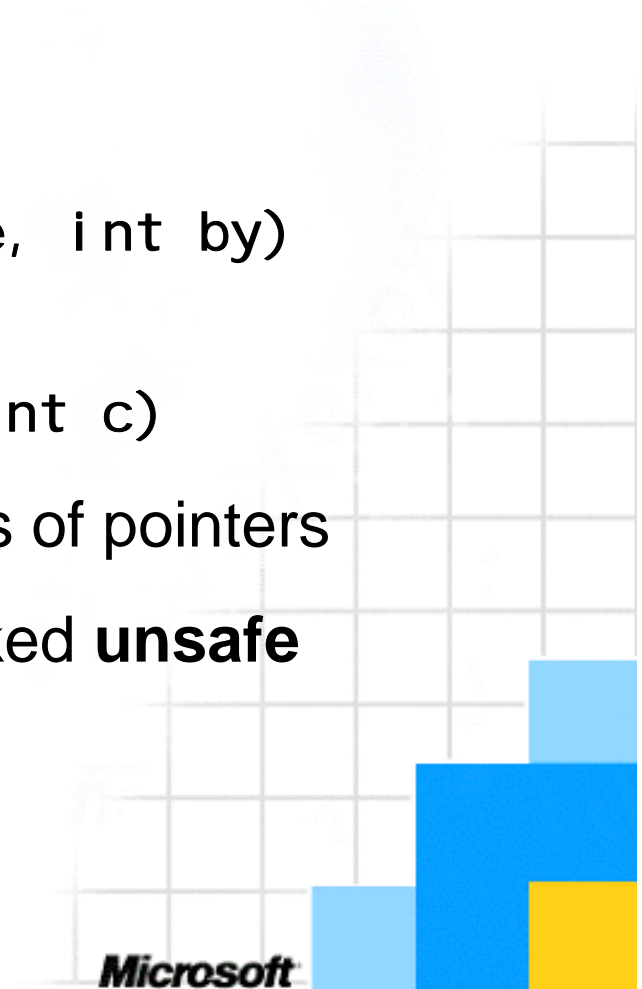 e, int by)
nt c)
s of pointers
ked unsafe
Microsoft